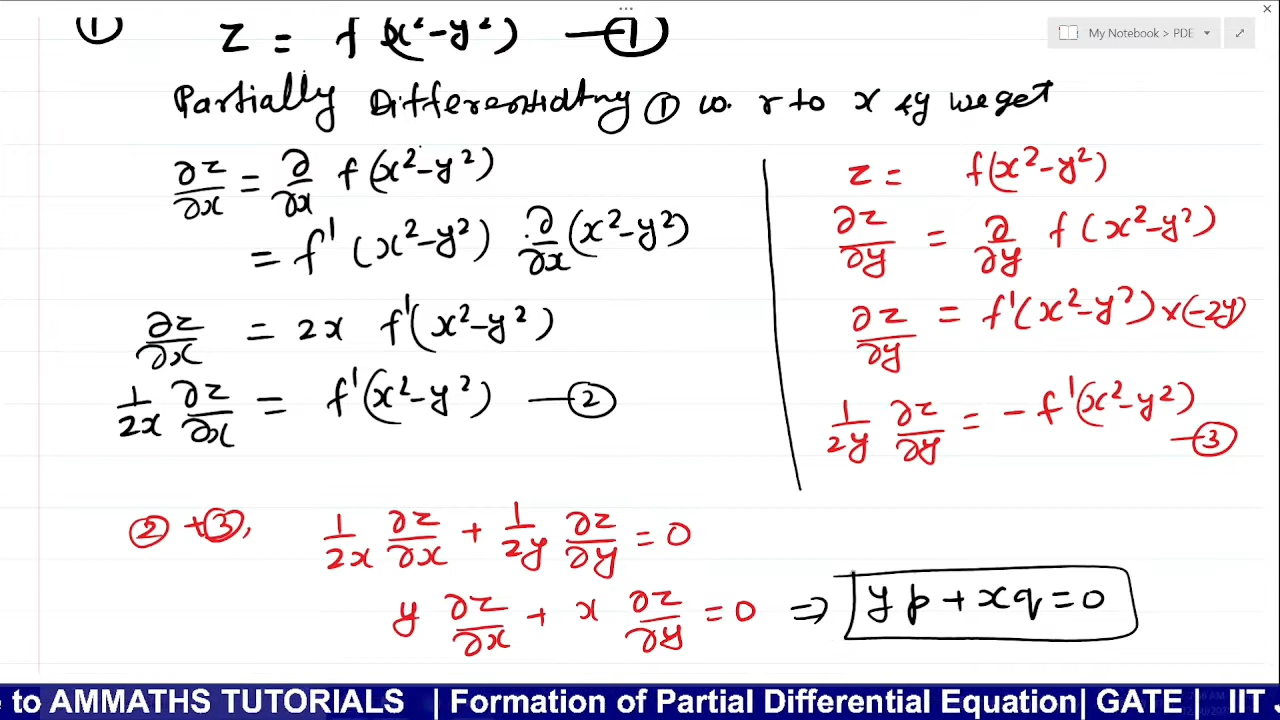 ① z = f(x²-y²) —①
My Notebook > PDE
Partially Differentiating ① w. r to x & y we get
∂z/∂x = ∂/∂x f(x²-y²)
= f'(x²-y²) ∂/∂x (x²-y²)
∂z/∂x = 2x f'(x²-y²)
1/2x ∂z/∂x = f'(x²-y²) —②
z = f(x²-y²)
∂z/∂y = ∂/∂y f(x²-y²)
∂z/∂y = f'(x²-y²)×(-2y)
1/2y ∂z/∂y = -f'(x²-y²)
—③
②+③, 1/2x ∂z/∂x + 1/2y ∂z/∂y = 0
y ∂z/∂x + x ∂z/∂y = 0 ⇒ yp+xq=0
e to AMMATHS TUTORIALS | Formation of Partial Differential Equation| GATE | IIT J